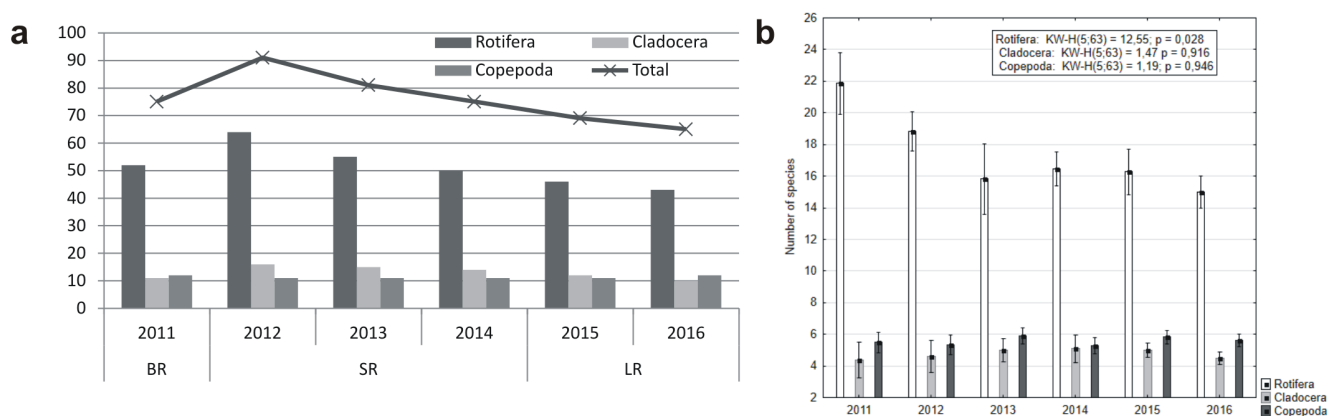 a
100
90
80
70
60
50
40
30
20
10
0
Rotifera
Cladocera
Copepoda
Total
2011 2012 2013 2014 2015 2016
BR SR LR
b
Number of species
26
24
22
20
18
16
14
12
10
8
6
4
2
Rotifera: KW-H(5;63) = 12,55; p = 0,028
Cladocera: KW-H(5;63) = 1,47 p = 0,916
Copepoda: KW-H(5;63) = 1,19; p = 0,946
2011 2012 2013 2014 2015 2016
Rotifera
Cladocera
Copepoda